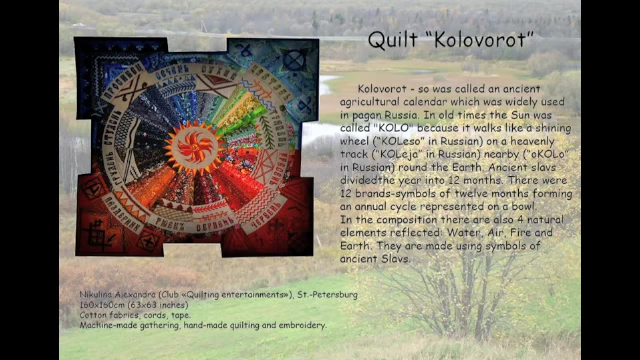 Quilt “Kolovorot”
ПРОСИНЕЦ
СЕЧЕНЬ
СТУДЕНЬ
ГРУДЕНЬ
Kolovorot - so was called an ancient
agricultural calendar which was widely used
in pagan Russia. In old times the Sun was
called "KOLO" because it walks like a shining
wheel ("KOLeso" in Russian) on a heavenly
track ("KOLeja" in Russian) nearby ("oKOLo"
in Russian) round the Earth. Ancient slavs
dividedthe year into 12 months. There were
12 brands-symbols of twelve months forming
an annual cycle represented on a bowl.
In the composition there are also 4 natural
elements reflected: Water, Air, Fire and
Earth. They are made using symbols of
ancient Slavs.
Nikulina Alexandra (Club «Quilting entertainments»), St.-Petersburg
160x160cm (63x63 inches)
Cotton fabrics, cords, tape.
Machine-made gathering, hand-made quilting and embroidery.